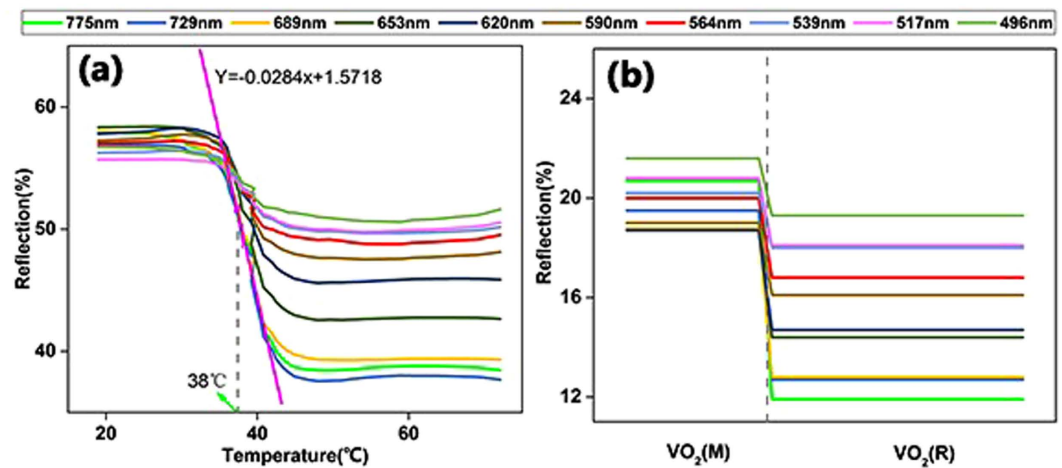 775nm 729nm 689nm 653nm 620nm 590nm 564nm 539nm 517nm 496nm
(a)
Y=-0.0284x+1.5718
60
50
40
Reflection(%)
38℃
20 40 60
Temperature(℃)
(b)
24
20
16
12
Reflection(%)
VO₂(M) VO₂(R)